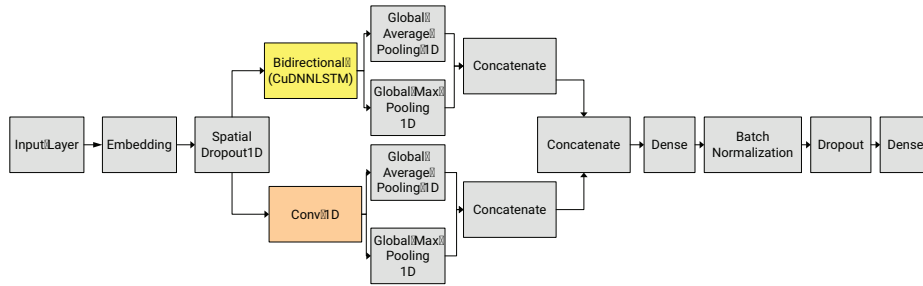 Input Layer
Embedding
Spatial
Dropout1D
Bidirectional
(CuDNNLSTM)
Global
Average
Pooling 1D
Global Max
Pooling
1D
Concatenate
Conv 1D
Global
Average
Pooling 1D
Global Max
Pooling
1D
Concatenate
Concatenate
Dense
Batch
Normalization
Dropout
Dense